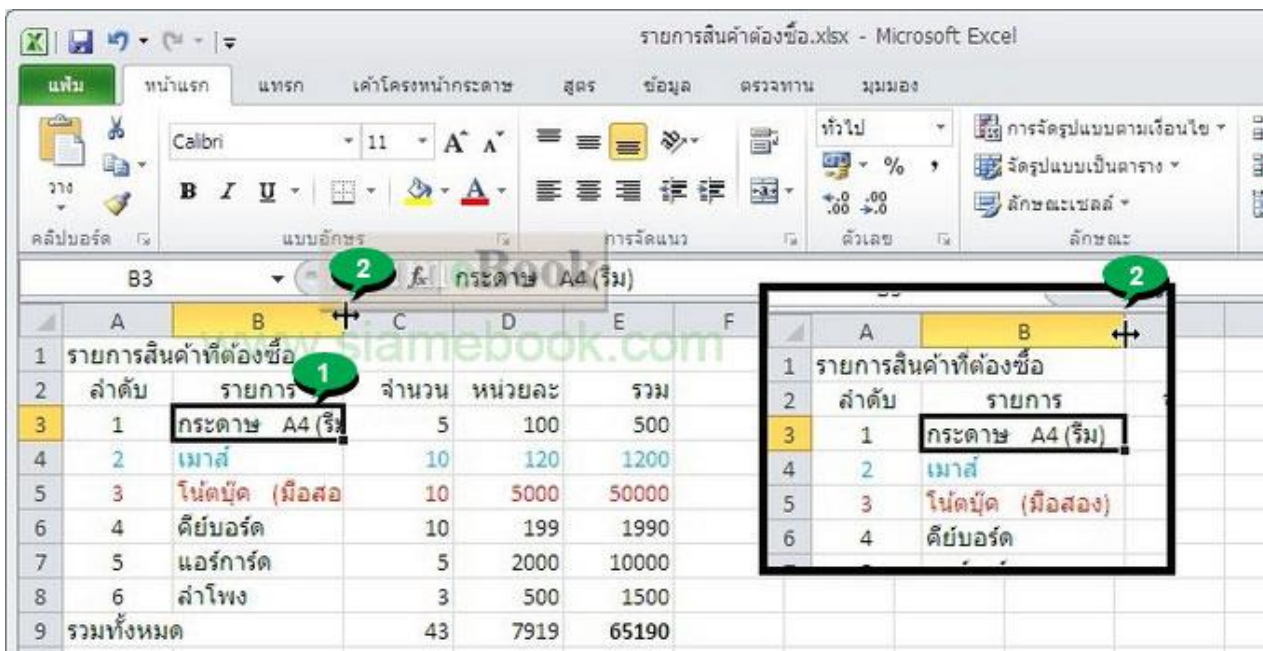 รายการสินค้าต้องซื้อ.xlsx - Microsoft Excel
แฟ้ม หน้าแรก แทรก เค้าโครงหน้ากระดาษ สูตร ข้อมูล ตรวจทาน มุมมอง
Calibri 11 A A ทั่วไป การจัดรูปแบบตามเงื่อนไข
วาง B I U A % , .0 .00 .00 .0 จัดรูปแบบเป็นตาราง
ลักษณะเซลล์
คลิปบอร์ด แบบอักษร การจัดแนว ตัวเลข ลักษณะ
B3 2 fx กระดาษ A4 (รีม)
eBook
www.siamebook.com
A B C D E F
1 รายการสินค้าที่ต้องซื้อ
1
2 ลำดับ รายการ จำนวน หน่วยละ รวม
3 1 กระดาษ A4 (รีม 5 100 500
4 2 เมาส์ 10 120 1200
5 3 โน้ตบุ๊ค (มือสอ 10 5000 50000
6 4 คีย์บอร์ด 10 199 1990
7 5 แอร์การ์ด 5 2000 10000
8 6 ลำโพง 3 500 1500
9 รวมทั้งหมด 43 7919 65190
2
A B
1 รายการสินค้าที่ต้องซื้อ
2 ลำดับ รายการ
3 1 กระดาษ A4 (รีม)
4 2 เมาส์
5 3 โน้ตบุ๊ค (มือสอง)
6 4 คีย์บอร์ด